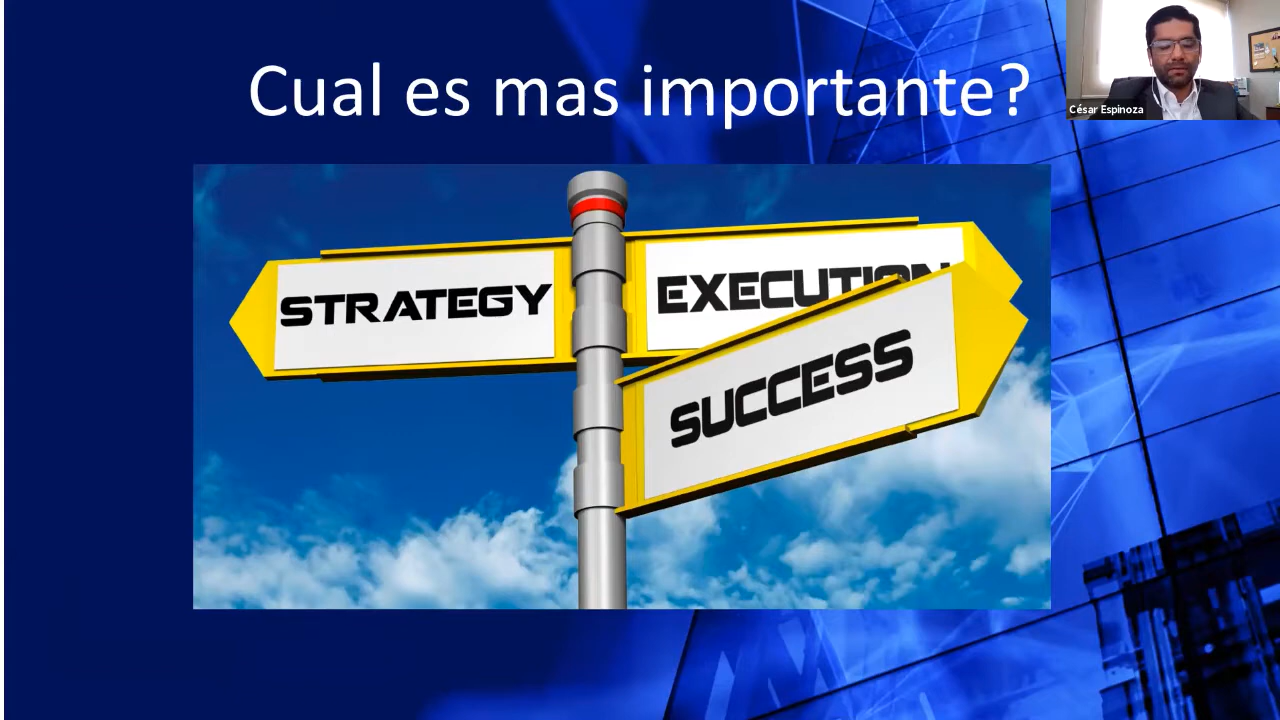 Cual es mas importante?
César Espinoza
STRATEGY
EXECUTION
SUCCESS